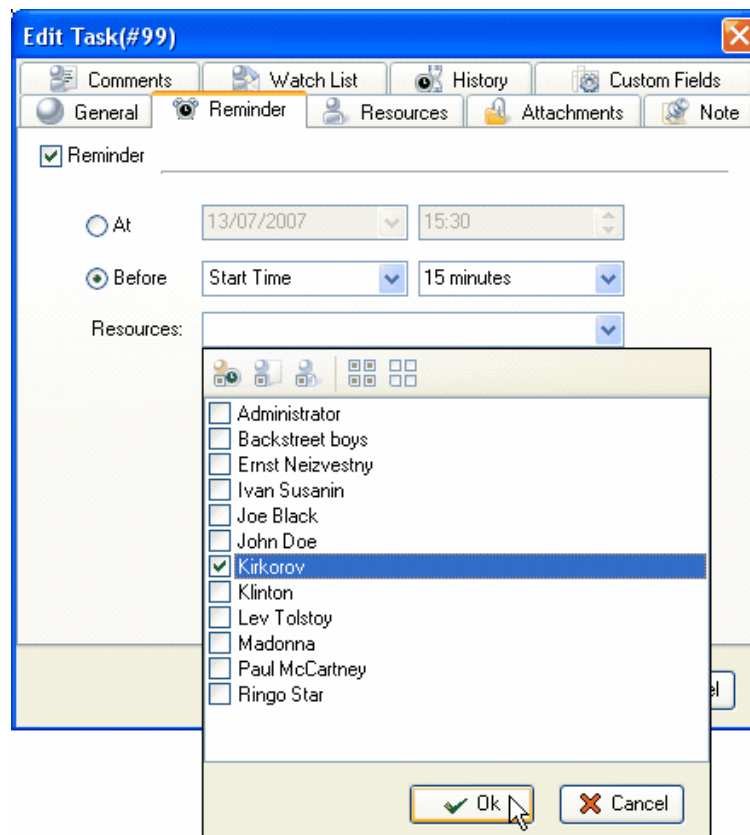 Edit Task(#99)
Comments Watch List History Custom Fields
General Reminder Resources Attachments Note
Reminder
At 13/07/2007 15:30
Before Start Time 15 minutes
Resources:
Administrator
Backstreet boys
Ernst Neizvestny
Ivan Susanin
Joe Black
John Doe
Kirkorov
Klinton
Lev Tolstoy
Madonna
Paul McCartney
Ringo Star
Ok Cancel